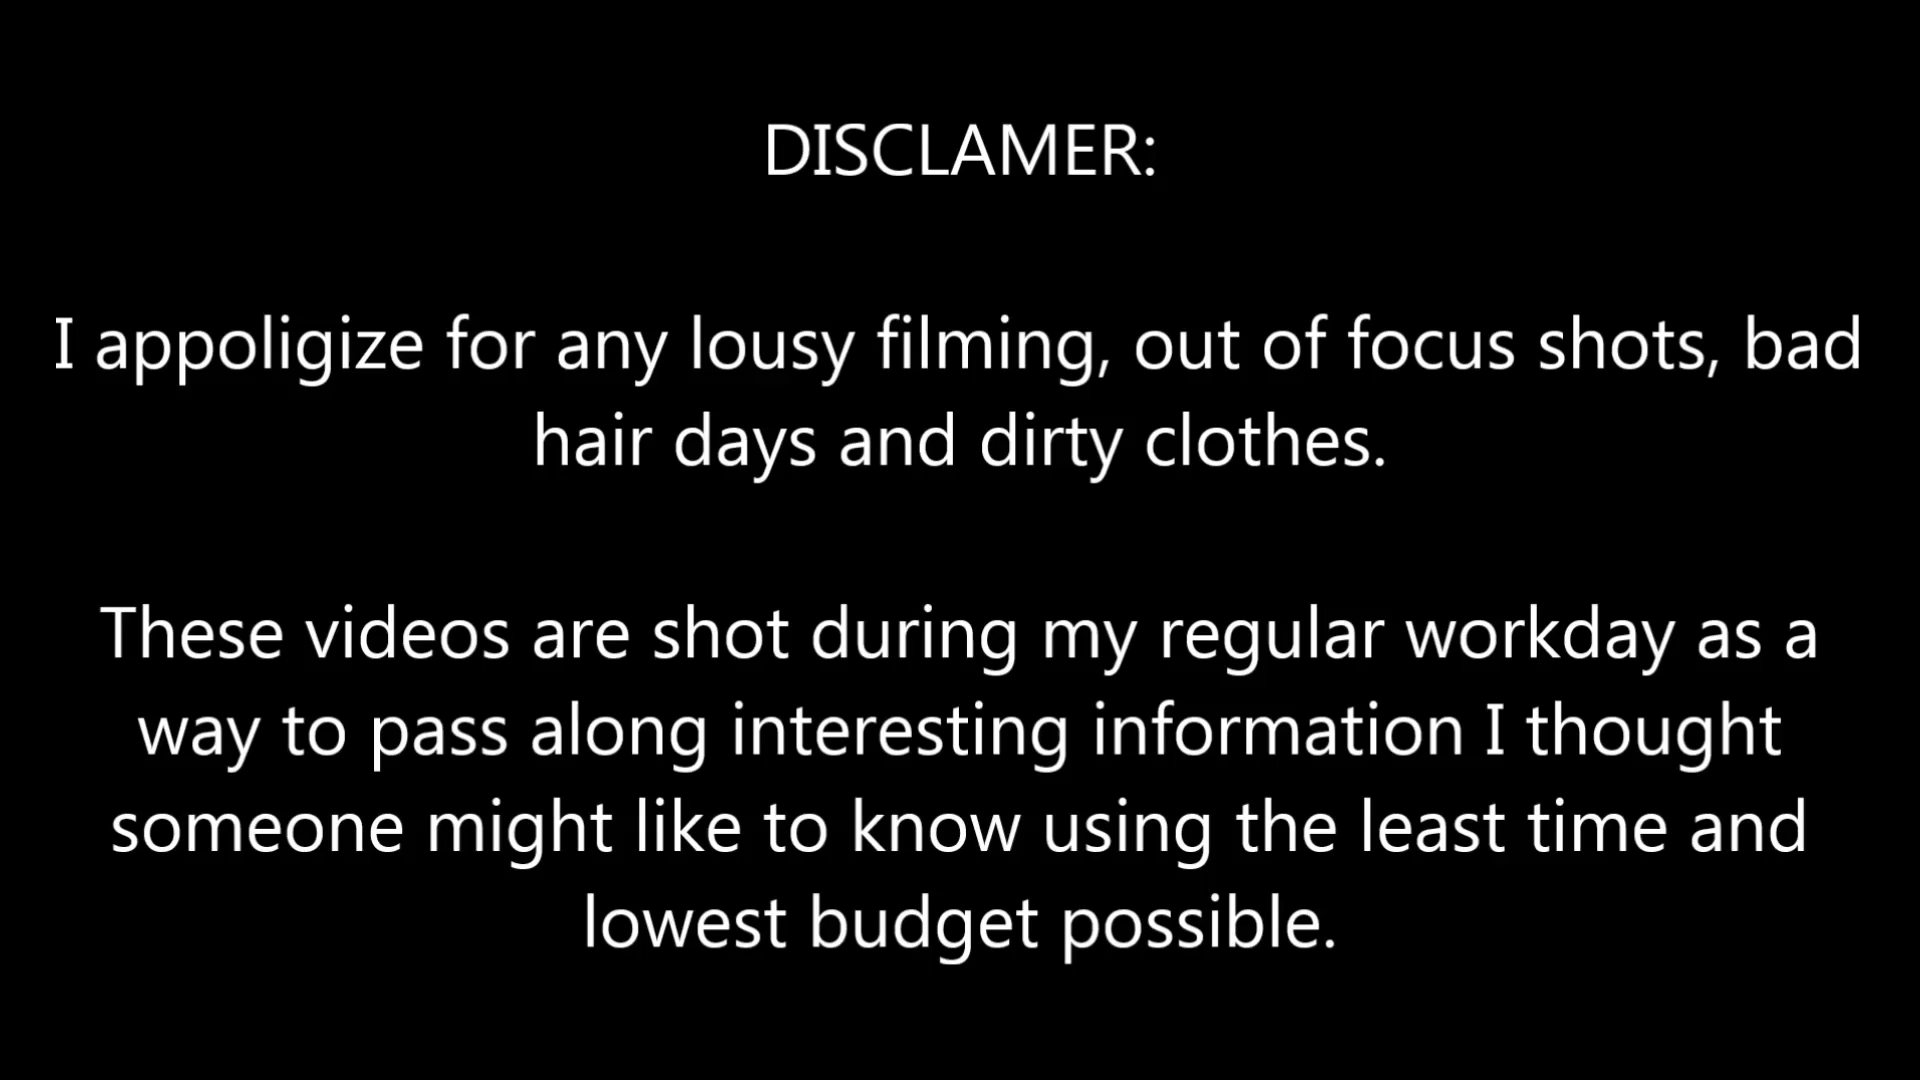 DISCLAMER:
I appoligize for any lousy filming, out of focus shots, bad
hair days and dirty clothes.
These videos are shot during my regular workday as a
way to pass along interesting information I thought
someone might like to know using the least time and
lowest budget possible.